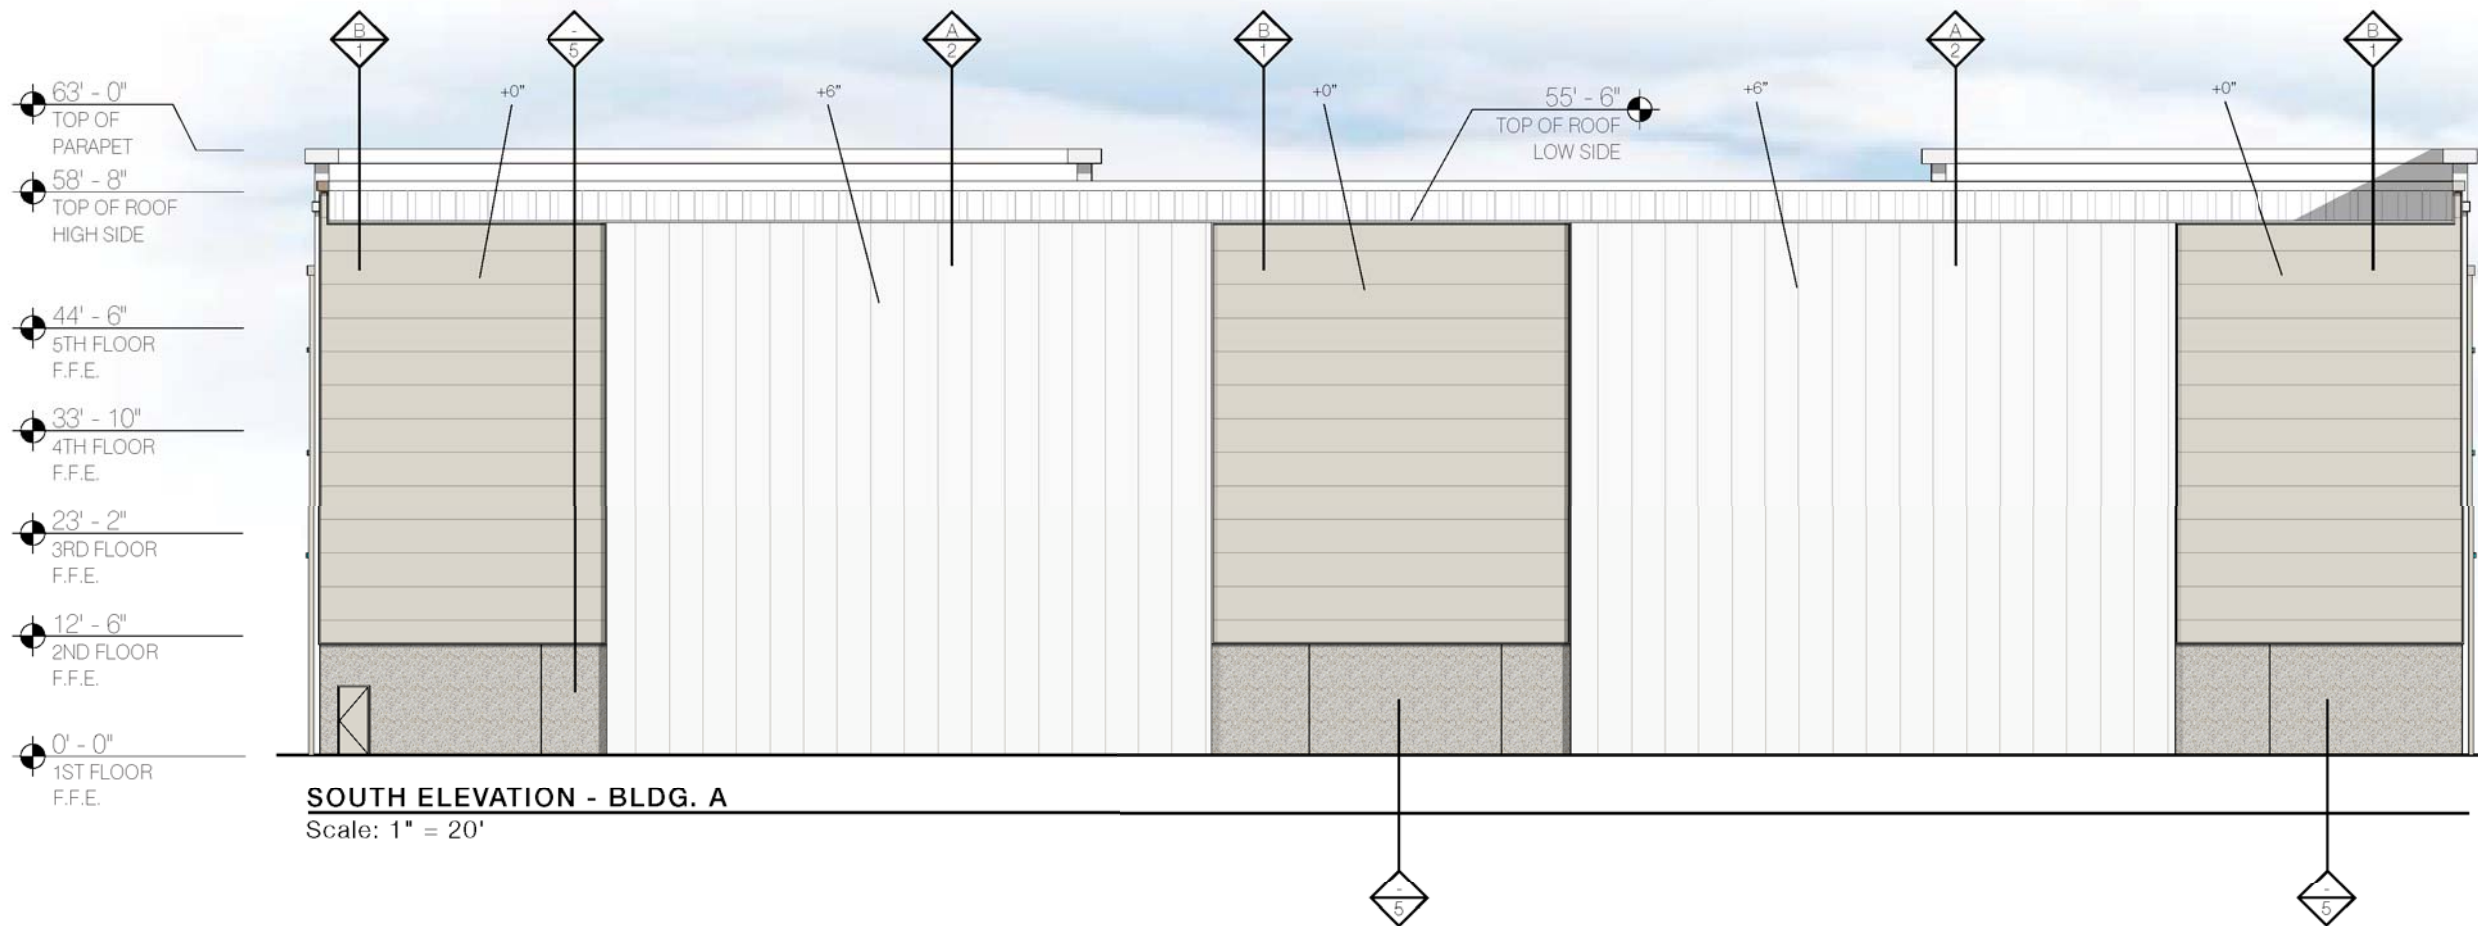 B
1
-
5
A
2
B
1
A
2
B
1
63' - 0"
TOP OF
PARAPET
+0"
+6"
+0"
55' - 6"
TOP OF ROOF
LOW SIDE
+6"
+0"
58' - 8"
TOP OF ROOF
HIGH SIDE
44' - 6"
5TH FLOOR
F.F.E.
33' - 10"
4TH FLOOR
F.F.E.
23' - 2"
3RD FLOOR
F.F.E.
12' - 6"
2ND FLOOR
F.F.E.
0' - 0"
1ST FLOOR
F.F.E.
SOUTH ELEVATION - BLDG. A
Scale: 1" = 20'
-
5
-
5